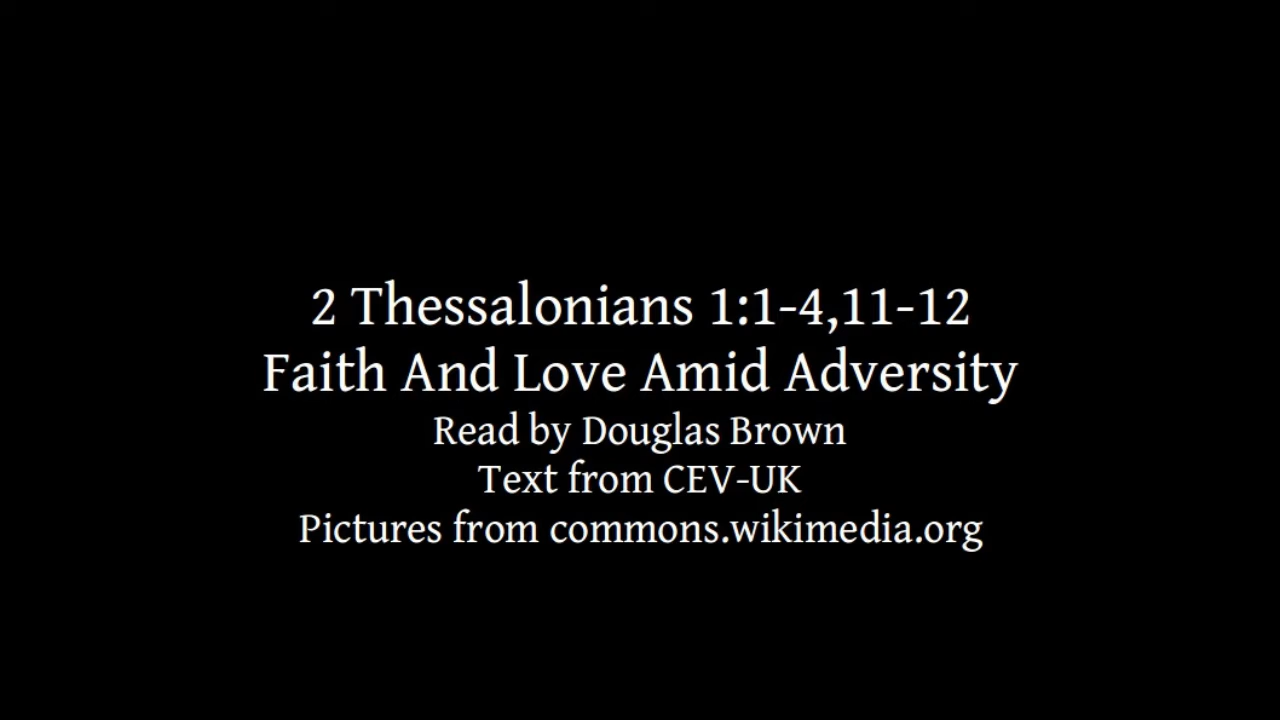 2 Thessalonians 1:1-4,11-12
Faith And Love Amid Adversity
Read by Douglas Brown
Text from CEV-UK
Pictures from commons.wikimedia.org